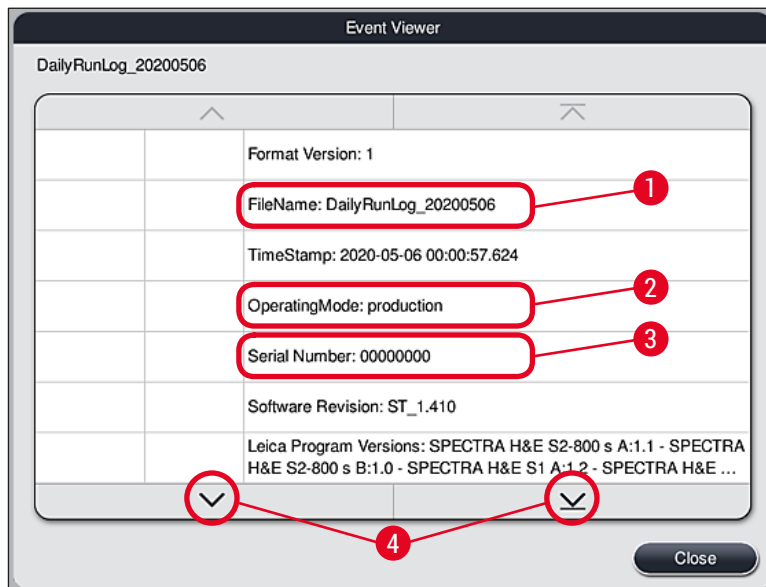 Event Viewer
DailyRunLog_20200506
Format Version: 1
FileName: DailyRunLog_20200506
1
TimeStamp: 2020-05-06 00:00:57.624
OperatingMode: production
2
Serial Number: 00000000
3
Software Revision: ST_1.410
Leica Program Versions: SPECTRA H&E S2-800 s A:1.1 - SPECTRA
H&E S2-800 s B:1.0 - SPECTRA H&E S1 A:1.2 - SPECTRA H&E ...
4
Close